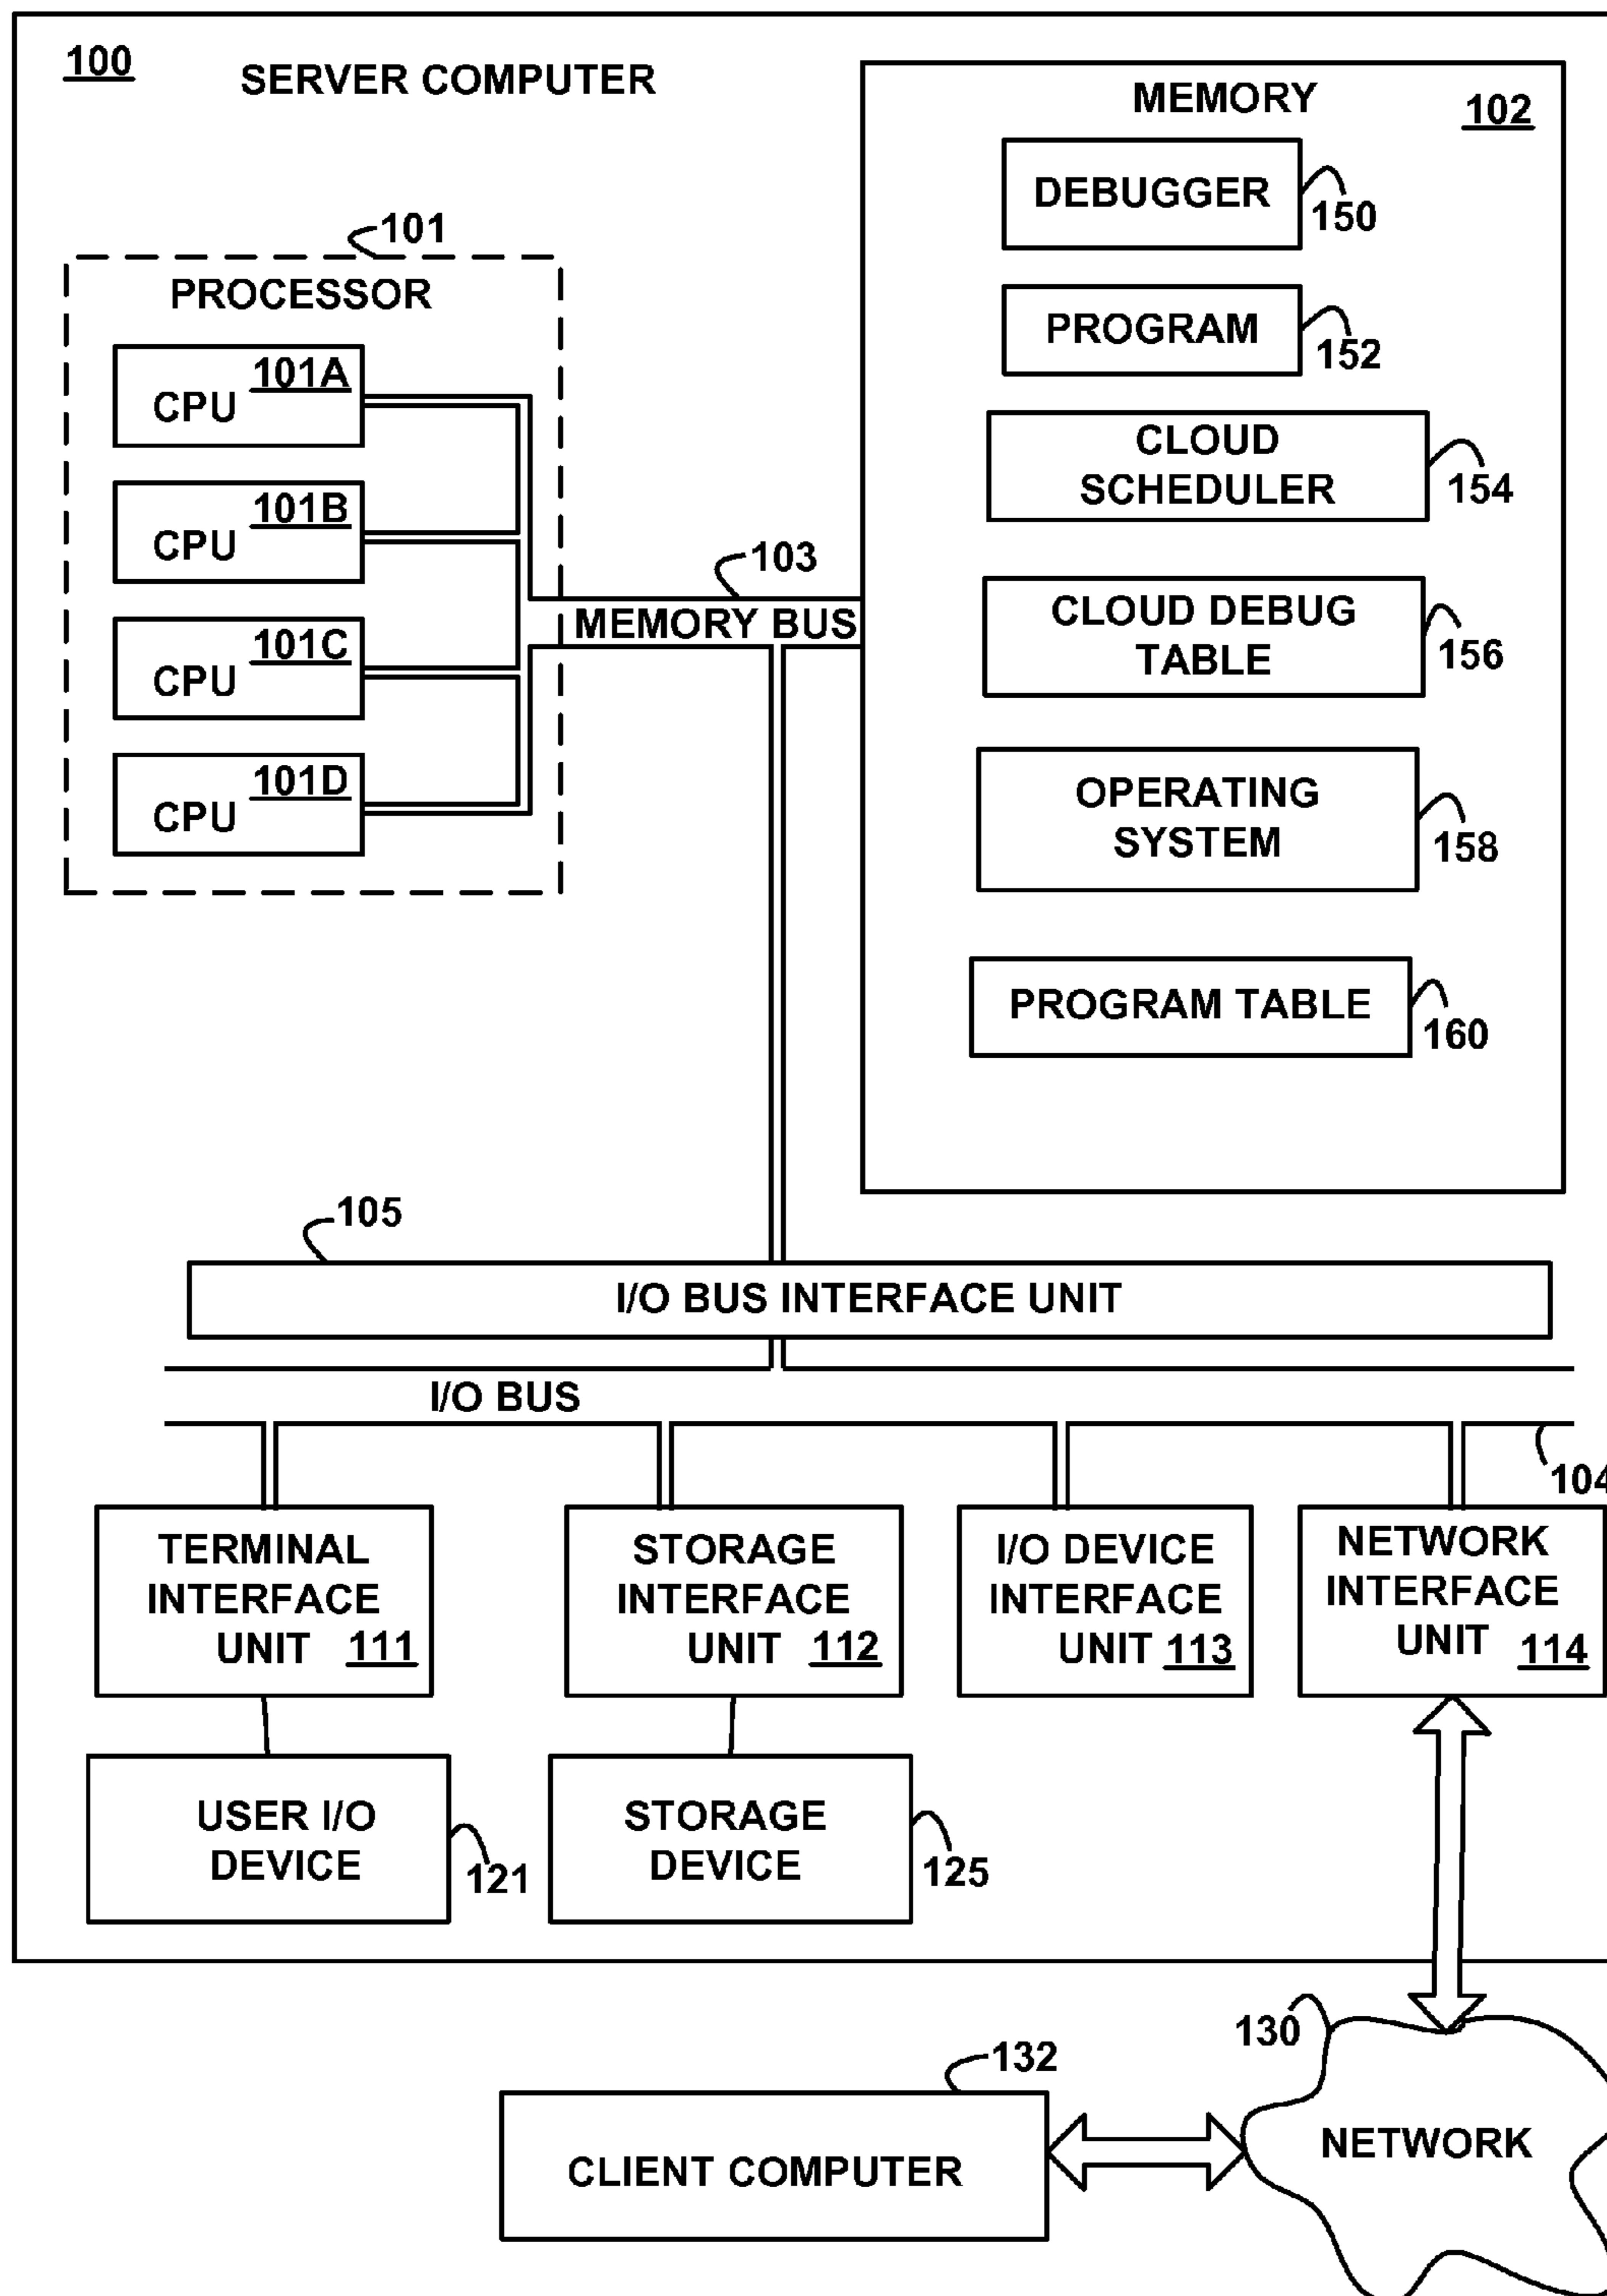 100
SERVER COMPUTER
MEMORY
102
DEBUGGER
150
PROGRAM
152
CLOUD
SCHEDULER
154
CLOUD DEBUG
TABLE
156
OPERATING
SYSTEM
158
PROGRAM TABLE
160
101
PROCESSOR
101A
CPU
101B
CPU
101C
CPU
101D
CPU
103
MEMORY BUS
105
I/O BUS INTERFACE UNIT
I/O BUS
104
TERMINAL
INTERFACE
UNIT 111
STORAGE
INTERFACE
UNIT 112
I/O DEVICE
INTERFACE
UNIT 113
NETWORK
INTERFACE
UNIT 114
USER I/O
DEVICE
121
STORAGE
DEVICE
125
130
NETWORK
132
CLIENT COMPUTER